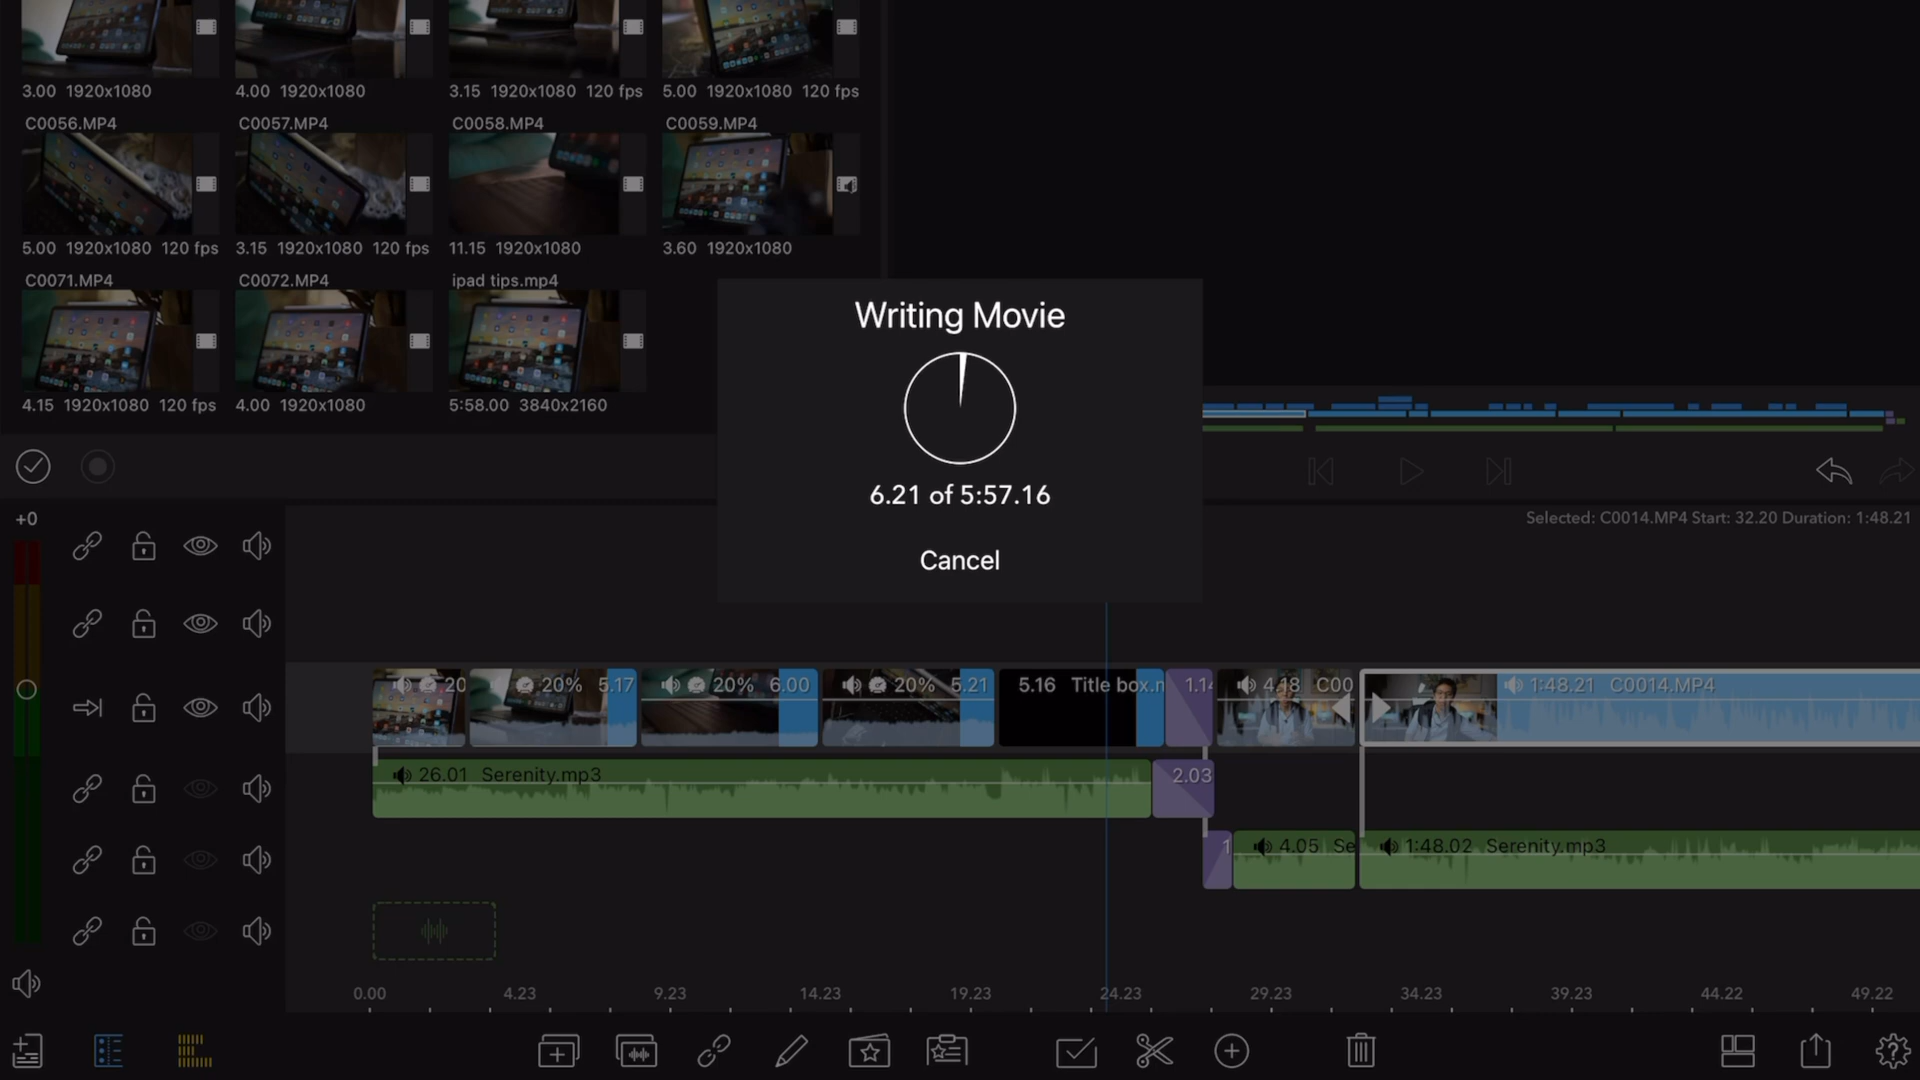 3.00 1920x1080
4.00 1920x1080
3.15 1920x1080 120 fps
5.00 1920x1080 120 fps
C0056.MP4
C0057.MP4
C0058.MP4
C0059.MP4
5.00 1920x1080 120 fps
3.15 1920x1080 120 fps
11.15 1920x1080
3.60 1920x1080
C0071.MP4
C0072.MP4
ipad tips.mp4
4.15 1920x1080 120 fps
4.00 1920x1080
5:58.00 3840x2160
Writing Movie
6.21 of 5:57.16
Cancel
+0
Selected: C0014.MP4 Start: 32.20 Duration: 1:48.21
20
20% 5.17
20% 6.00
20% 5.21
5.16 Title box.m
1.14
4.18 C00
1:48.21 C0014.MP4
26.01 Serenity.mp3
2.03
1
4.05 Se
1:48.02 Serenity.mp3
0.00 4.23 9.23 14.23 19.23 24.23 29.23 34.23 39.23 44.22 49.22